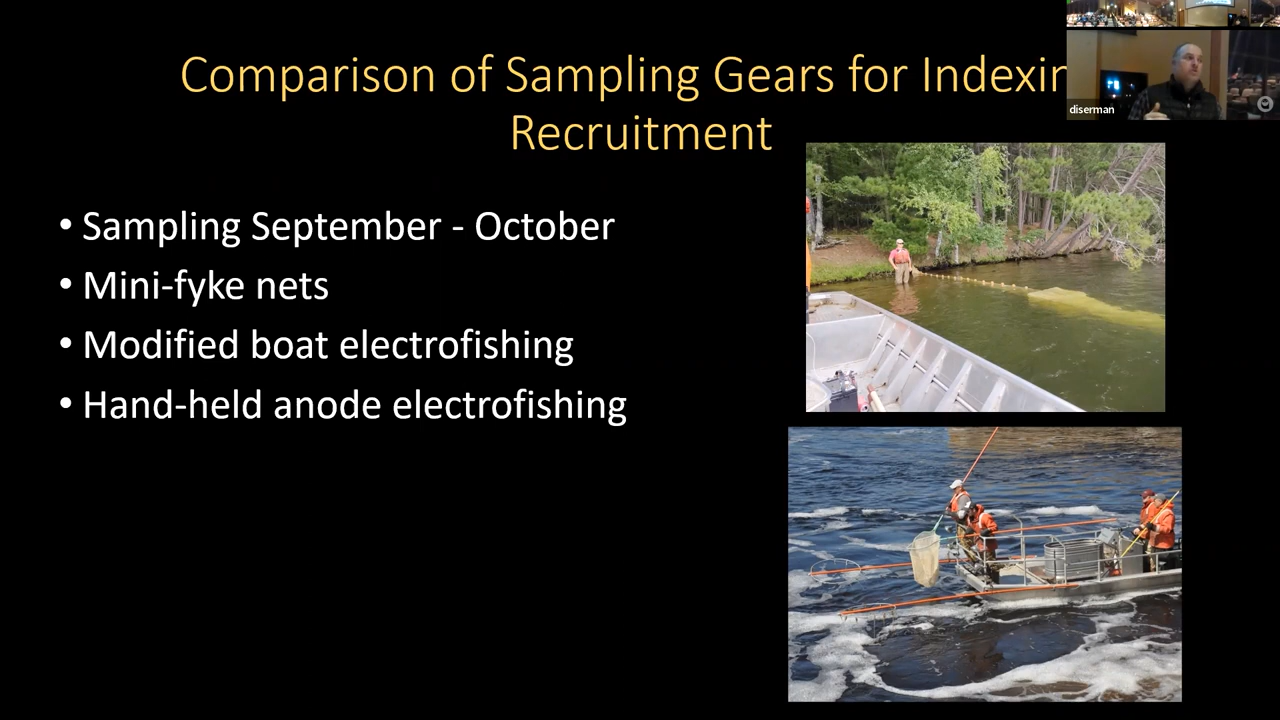 Comparison of Sampling Gears for Indexin
Recruitment
diserman
• Sampling September - October
• Mini-fyke nets
• Modified boat electrofishing
• Hand-held anode electrofishing